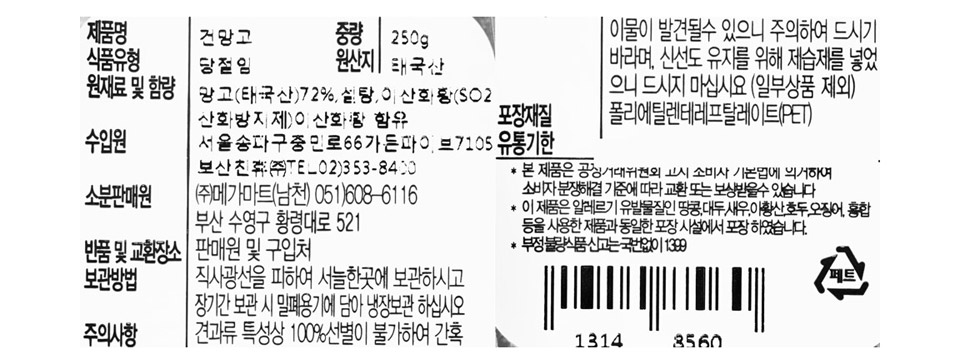 제품명 건망고 중량 250g
식품유형 당절임 원산지 태국산
원재료 및 함량 망고(태국산)72%,설탕,이산화황(SO2
산화방지제)이산화황 함유
수입원 서울송파구충민로66가든파이브7105
보산진휴㈜TEL02)353-8400
소분판매원 ㈜메가마트(남천) 051)608-6116
부산 수영구 황령대로 521
반품 및 교환장소 판매원 및 구입처
보관방법 직사광선을 피하여 서늘한곳에 보관하시고
장기간 보관 시 밀폐용기에 담아 냉장보관 하십시오
주의사항 견과류 특성상 100%선별이 불가하여 간혹
이물이 발견될수 있으니 주의하여 드시기
바라며, 신선도 유지를 위해 제습제를 넣었
으니 드시지 마십시요 (일부상품 제외)
포장재질 폴리에틸렌테레프탈레이트(PET)
유통기한
* 본 제품은 공정거래위원회 고시 소비자 기본법에 의거하여
소비자 분쟁해결 기준에 따라 교환 또는 보상받을수 있습니다
* 이 제품은 알레르기 유발물질인 땅콩,대두,새우,아황산,호두,오징어, 홍합
등을 사용한 제품과 동일한 포장 시설에서 포장 하였습니다.
* 부정·불량식품 신고는 국번없이 1399
페트
1314 8560